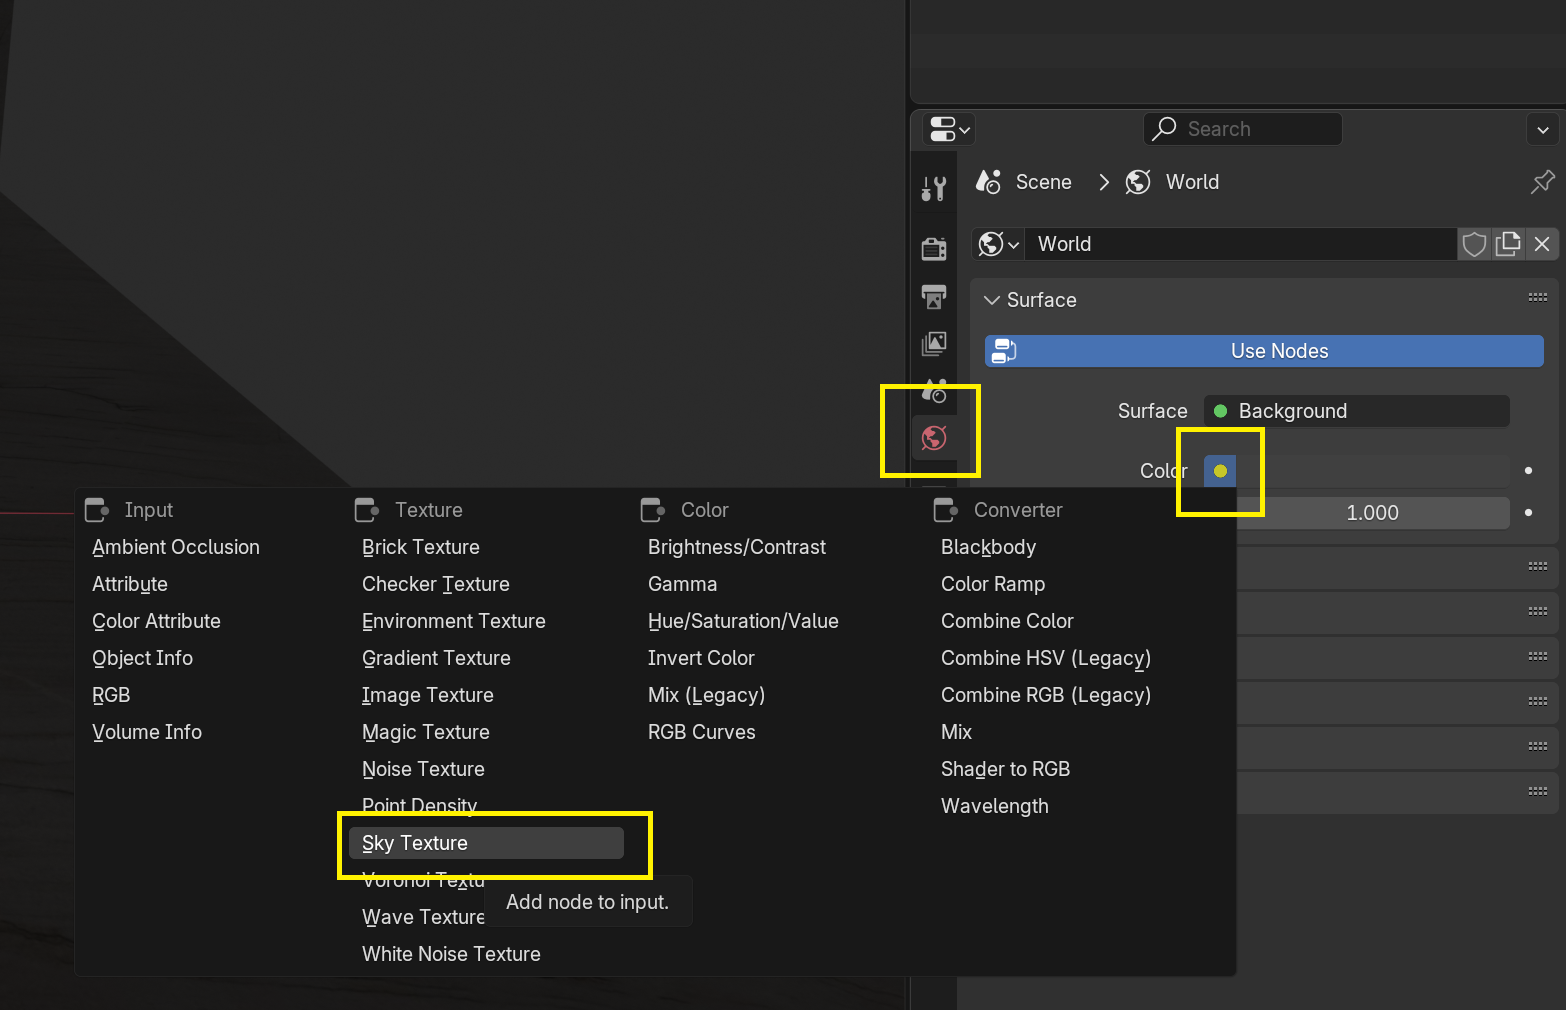 Search
Scene
World
World
Surface
Use Nodes
Surface
Background
Color
1.000
Input
Ambient Occlusion
Attribute
Color Attribute
Object Info
RGB
Volume Info
Texture
Brick Texture
Checker Texture
Environment Texture
Gradient Texture
Image Texture
Magic Texture
Noise Texture
Point Density
Sky Texture
Voronoi Textu
Wave Texture
White Noise Texture
Color
Brightness/Contrast
Gamma
Hue/Saturation/Value
Invert Color
Mix (Legacy)
RGB Curves
Converter
Blackbody
Color Ramp
Combine Color
Combine HSV (Legacy)
Combine RGB (Legacy)
Mix
Shader to RGB
Wavelength
Add node to input.